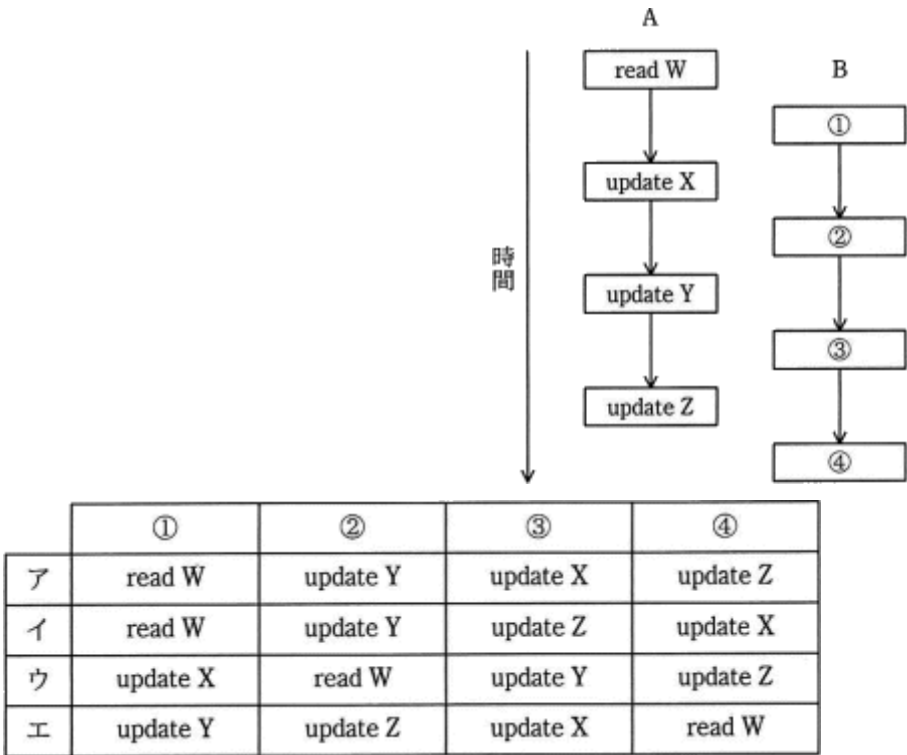 A
read W
B
①
update X
②
時間
update Y
③
update Z
④
① ② ③ ④
ア read W update Y update X update Z
イ read W update Y update Z update X
ウ update X read W update Y update Z
エ update Y update Z update X read W